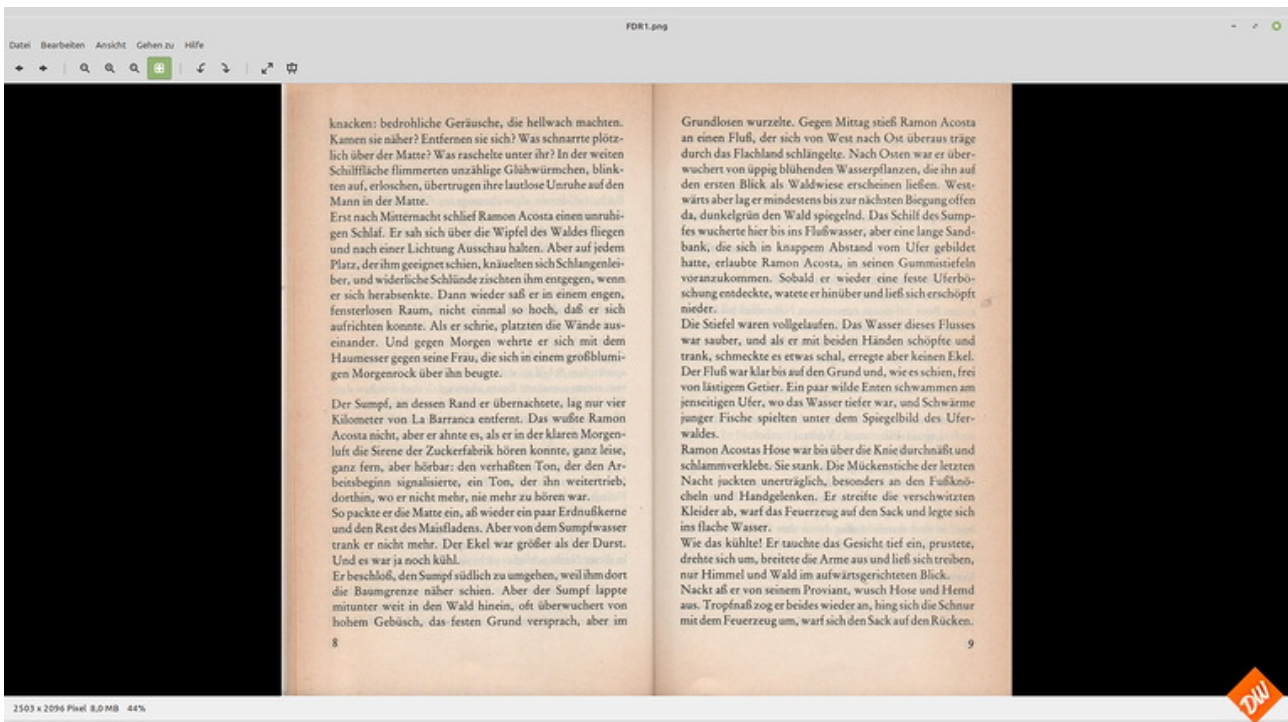 FDR1.png
Datei Bearbeiten Ansicht Gehen zu Hilfe
knacken: bedrohliche Geräusche, die hellwach machten.
Kamen sie näher? Entfernen sie sich? Was schnarrte plötz-
lich über der Matte? Was raschelte unter ihr? In der weiten
Schilffläche flimmerten unzählige Glühwürmchen, blink-
ten auf, erloschen, übertrugen ihre lautlose Unruhe auf den
Mann in der Matte.
Erst nach Mitternacht schlief Ramon Acosta einen unruhi-
gen Schlaf. Er sah sich über die Wipfel des Waldes fliegen
und nach einer Lichtung Ausschau halten. Aber auf jedem
Platz, der ihm geeignet schien, knäuelten sich Schlangenlei-
ber, und widerliche Schlünde zischten ihm entgegen, wenn
er sich herabsenkte. Dann wieder saß er in einem engen,
fensterlosen Raum, nicht einmal so hoch, daß er sich
aufrichten konnte. Als er schrie, platzten die Wände aus-
einander. Und gegen Morgen wehrte er sich mit dem
Haumesser gegen seine Frau, die sich in einem großblumi-
gen Morgenrock über ihn beugte.
Der Sumpf, an dessen Rand er übernachtete, lag nur vier
Kilometer von La Barranca entfernt. Das wußte Ramon
Acosta nicht, aber er ahnte es, als er in der klaren Morgen-
luft die Sirene der Zuckerfabrik hören konnte, ganz leise,
ganz fern, aber hörbar: den verhaßten Ton, der den Ar-
beitsbeginn signalisierte, ein Ton, der ihn weitertrieb,
dorthin, wo er nicht mehr, nie mehr zu hören war.
So packte er die Matte ein, aß wieder ein paar Erdnußkerne
und den Rest des Maisfladens. Aber von dem Sumpfwasser
trank er nicht mehr. Der Ekel war größer als der Durst.
Und es war ja noch kühl.
Er beschloß, den Sumpf südlich zu umgehen, weil ihm dort
die Baumgrenze näher schien. Aber der Sumpf lappte
mitunter weit in den Wald hinein, oft überwuchert von
hohem Gebüsch, das festen Grund versprach, aber im
8
Grundlosen wurzelte. Gegen Mittag stieß Ramon Acosta
an einen Fluß, der sich von West nach Ost überaus träge
durch das Flachland schlängelte. Nach Osten war er über-
wuchert von üppig blühenden Wasserpflanzen, die ihn auf
den ersten Blick als Waldwiese erscheinen ließen. West-
wärts aber lag er mindestens bis zur nächsten Biegung offen
da, dunkelgrün den Wald spiegelnd. Das Schilf des Sump-
fes wucherte hier bis ins Flußwasser, aber eine lange Sand-
bank, die sich in knappem Abstand vom Ufer gebildet
hatte, erlaubte Ramon Acosta, in seinen Gummistiefeln
voranzukommen. Sobald er wieder eine feste Uferbö-
schung entdeckte, watete er hinüber und ließ sich erschöpft
nieder.
Die Stiefel waren vollgelaufen. Das Wasser dieses Flusses
war sauber, und als er mit beiden Händen schöpfte und
trank, schmeckte es etwas schal, erregte aber keinen Ekel.
Der Fluß war klar bis auf den Grund und, wie es schien, frei
von lästigem Getier. Ein paar wilde Enten schwammen am
jenseitigen Ufer, wo das Wasser tiefer war, und Schwärme
junger Fische spielten unter dem Spiegelbild des Ufer-
waldes.
Ramon Acostas Hose war bis über die Knie durchnäßt und
schlammverklebt. Sie stank. Die Mückenstiche der letzten
Nacht juckten unerträglich, besonders an den Fußknö-
cheln und Handgelenken. Er streifte die verschwitzten
Kleider ab, warf das Feuerzeug auf den Sack und legte sich
ins flache Wasser.
Wie das kühlte! Er tauchte das Gesicht tief ein, prustete,
drehte sich um, breitete die Arme aus und ließ sich treiben,
nur Himmel und Wald im aufwärtsgerichteten Blick.
Nackt aß er von seinem Proviant, wusch Hose und Hemd
aus. Tropfnaß zog er beides wieder an, hing sich die Schnur
mit dem Feuerzeug um, warf sich den Sack auf den Rücken.
9
2503 x 2096 Pixel 8,0 MB 44%
DW